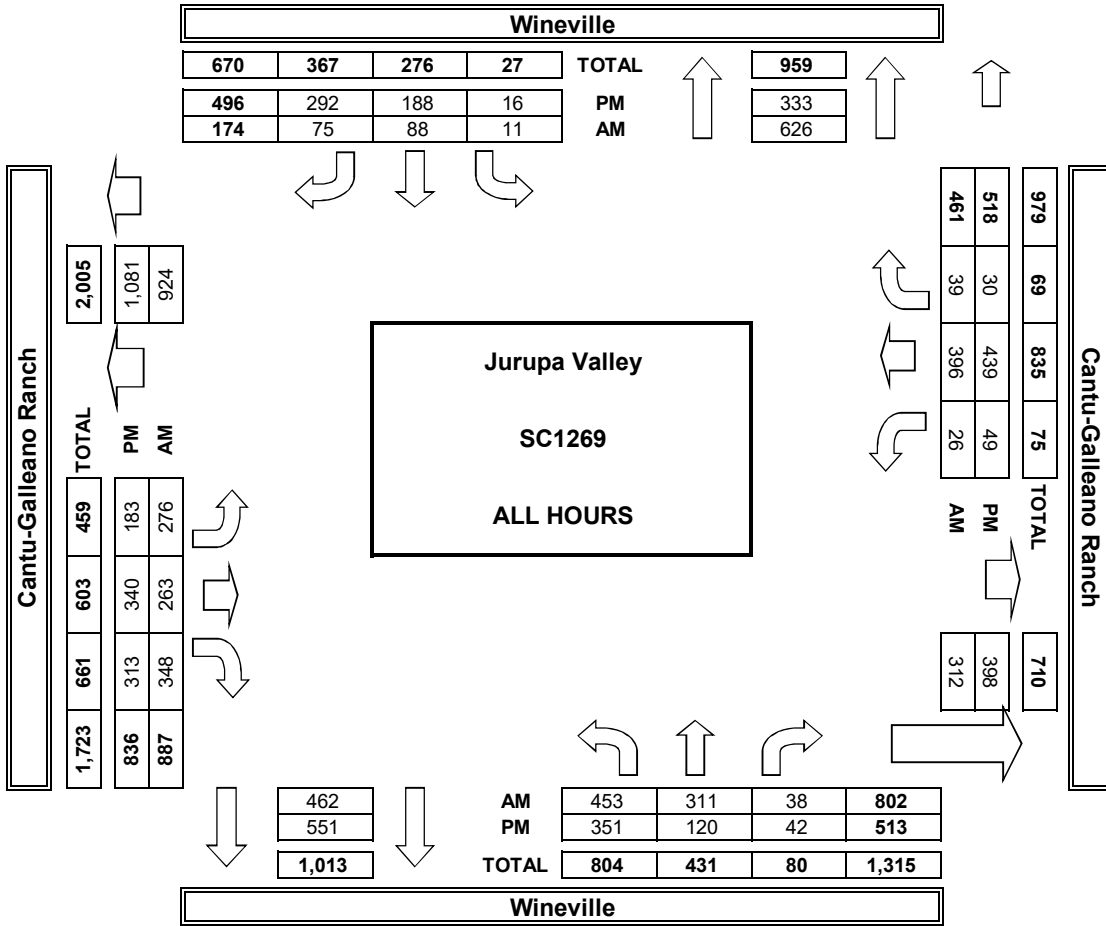 Wineville
670 367 276 27 TOTAL 959
496 292 188 16 PM 333
174 75 88 11 AM 626
Cantu-Galleano Ranch
2,005 1,081 924
TOTAL PM AM
459 183 276
603 340 263
661 313 348
1,723 836 887
Jurupa Valley
SC1269
ALL HOURS
461 518 979
39 30 69
396 439 835
26 49 75
AM PM TOTAL
312 398 710
Cantu-Galleano Ranch
462 AM 453 311 38 802
551 PM 351 120 42 513
1,013 TOTAL 804 431 80 1,315
Wineville